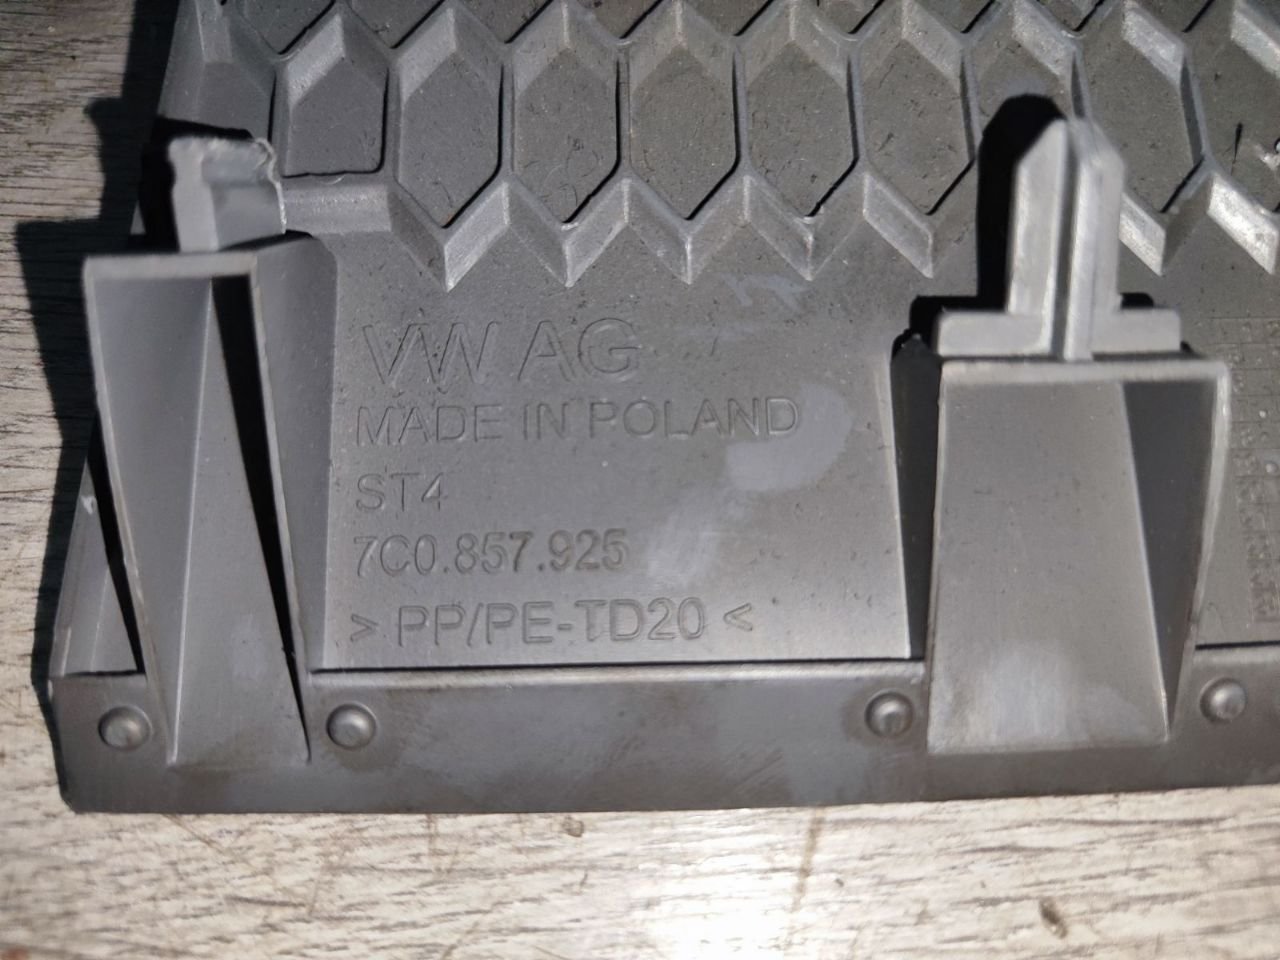 VW AG
MADE IN POLAND
ST4
7C0.857.925
> PP/PE-TD20 <